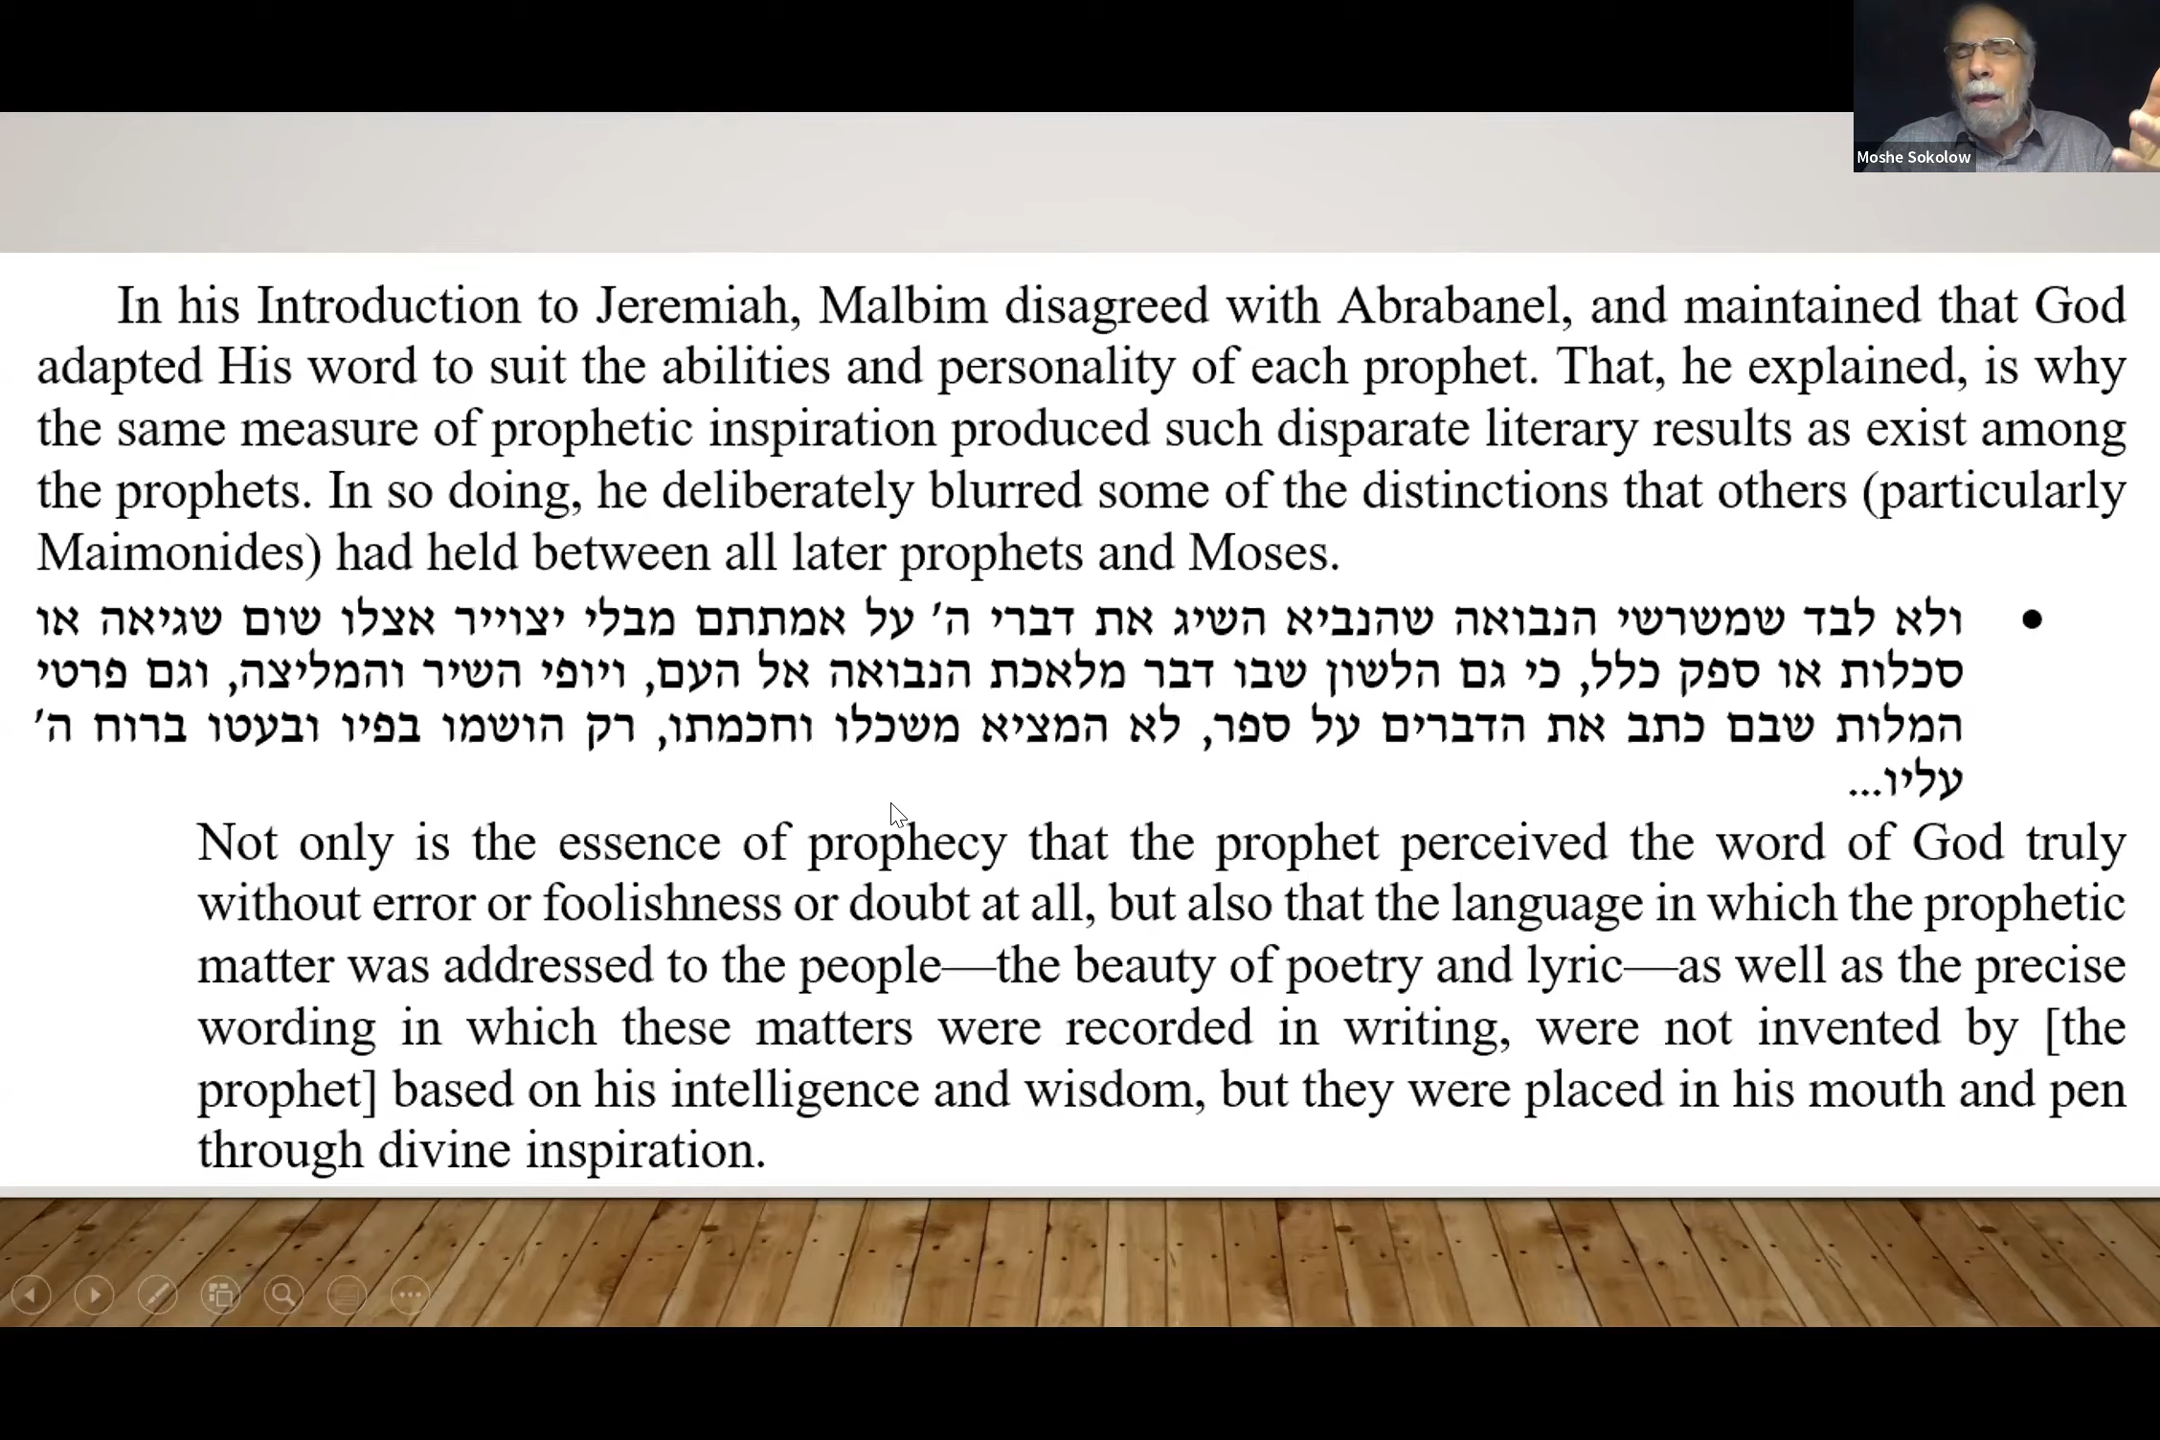 Moshe Sokolow
In his Introduction to Jeremiah, Malbim disagreed with Abrabanel, and maintained that God
adapted His word to suit the abilities and personality of each prophet. That, he explained, is why
the same measure of prophetic inspiration produced such disparate literary results as exist among
the prophets. In so doing, he deliberately blurred some of the distinctions that others (particularly
Maimonides) had held between all later prophets and Moses.
• ולא לבד שמשרשי הנבואה שהנביא השיג את דברי ה' על אמתתם מבלי יצוייר אצלו שום שגיאה או
סכלות או ספק כלל, כי גם הלשון שבו דבר מלאכת הנבואה אל העם, ויופי השיר והמליצה, וגם פרטי
המלות שבם כתב את הדברים על ספר, לא המציא משכלו וחכמתו, רק הושמו בפיו ובעטו ברוח ה'
עליו...
Not only is the essence of prophecy that the prophet perceived the word of God truly
without error or foolishness or doubt at all, but also that the language in which the prophetic
matter was addressed to the people—the beauty of poetry and lyric—as well as the precise
wording in which these matters were recorded in writing, were not invented by [the
prophet] based on his intelligence and wisdom, but they were placed in his mouth and pen
through divine inspiration.